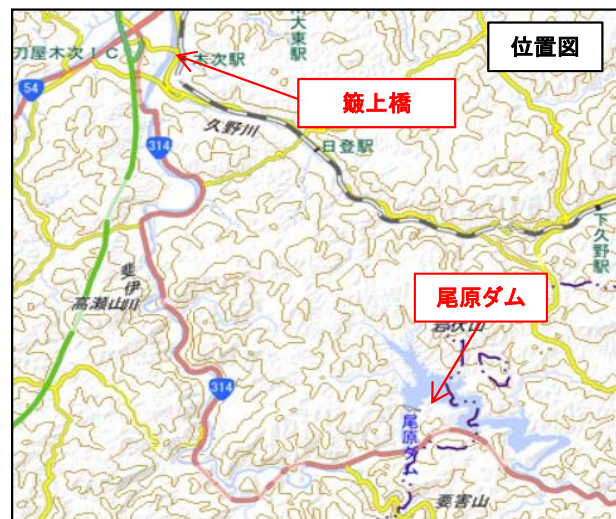 位置図
刃屋木次IC
木次駅
南大東駅
簸上橋
54
久野川
日登駅
314
下久野駅
斐伊川
高瀬山
尾原ダム
314
尾原ダム
要害山